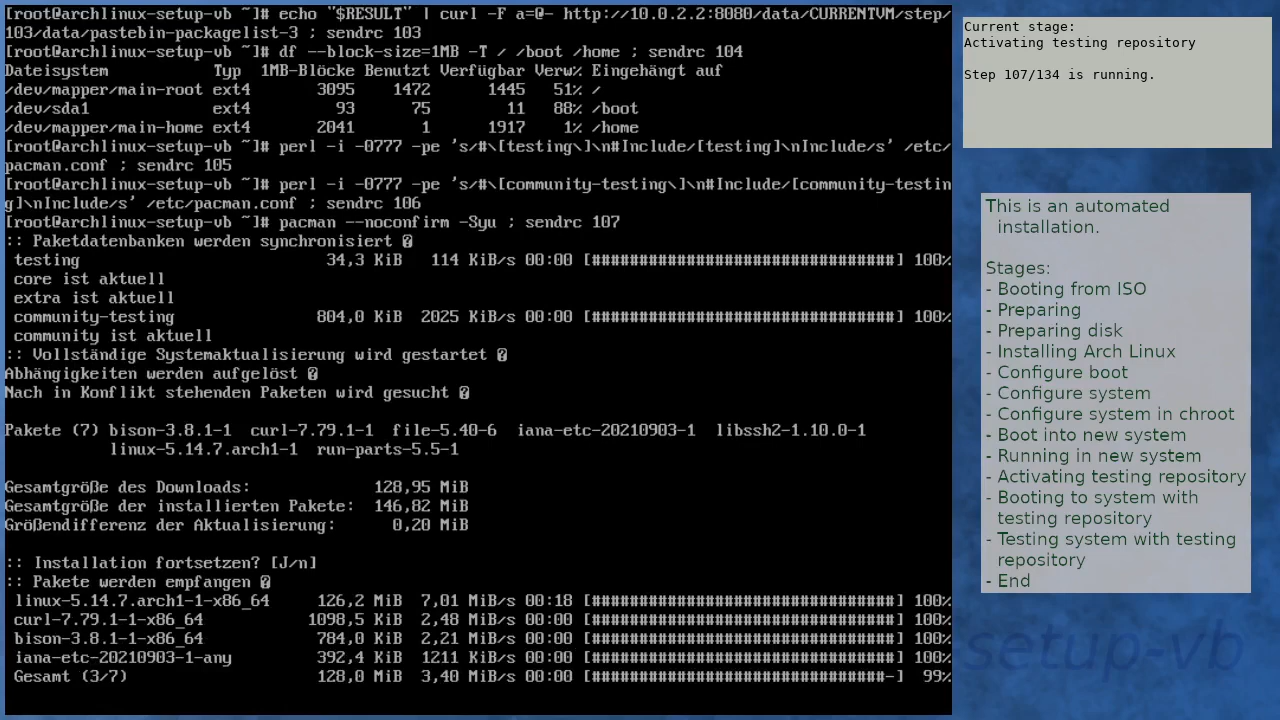 [root@archlinux-setup-vb ~]# echo "$RESULT" | curl -F a=@- http://10.0.2.2:8080/data/CURRENTVM/step/
103/data/pastebin-packagelist-3 ; sendrc 103
[root@archlinux-setup-vb ~]# df --block-size=1MB -T / /boot /home ; sendrc 104
Dateisystem           Typ  1MB-Blöcke Benutzt Verfügbar Verw% Eingehängt auf
/dev/mapper/main-root ext4       3095    1472      1445   51% /
/dev/sda1             ext4         93      75        11   88% /boot
/dev/mapper/main-home ext4       2041       1      1917    1% /home
[root@archlinux-setup-vb ~]# perl -i -0777 -pe 's/#\[testing\]\n#Include/[testing]\nInclude/s' /etc/
pacman.conf ; sendrc 105
[root@archlinux-setup-vb ~]# perl -i -0777 -pe 's/#\[community-testing\]\n#Include/[community-testin
g]\nInclude/s' /etc/pacman.conf ; sendrc 106
[root@archlinux-setup-vb ~]# pacman --noconfirm -Syu ; sendrc 107
:: Paketdatenbanken werden synchronisiert �
 testing                          34,3 KiB   114 KiB/s 00:00 [################################] 100%
 core ist aktuell
 extra ist aktuell
 community-testing               804,0 KiB  2025 KiB/s 00:00 [################################] 100%
 community ist aktuell
:: Vollständige Systemaktualisierung wird gestartet �
Abhängigkeiten werden aufgelöst �
Nach in Konflikt stehenden Paketen wird gesucht �
Pakete (7) bison-3.8.1-1  curl-7.79.1-1  file-5.40-6  iana-etc-20210903-1  libssh2-1.10.0-1
           linux-5.14.7.arch1-1  run-parts-5.5-1
Gesamtgröße des Downloads:             128,95 MiB
Gesamtgröße der installierten Pakete:  146,82 MiB
Größendifferenz der Aktualisierung:      0,20 MiB
:: Installation fortsetzen? [J/n]
:: Pakete werden empfangen �
 linux-5.14.7.arch1-1-x86_64     126,2 MiB  7,01 MiB/s 00:18 [################################] 100%
 curl-7.79.1-1-x86_64           1098,5 KiB  2,48 MiB/s 00:00 [################################] 100%
 bison-3.8.1-1-x86_64            784,0 KiB  2,21 MiB/s 00:00 [################################] 100%
 iana-etc-20210903-1-any         392,4 KiB  1211 KiB/s 00:00 [################################] 100%
 Gesamt (3/7)                    128,0 MiB  3,40 MiB/s 00:00 [###############################-]  99%
Current stage:
Activating testing repository
Step 107/134 is running.
This is an automated
installation.
Stages:
- Booting from ISO
- Preparing
- Preparing disk
- Installing Arch Linux
- Configure boot
- Configure system
- Configure system in chroot
- Boot into new system
- Running in new system
- Activating testing repository
- Booting to system with
testing repository
- Testing system with testing
repository
- End
setup-vb